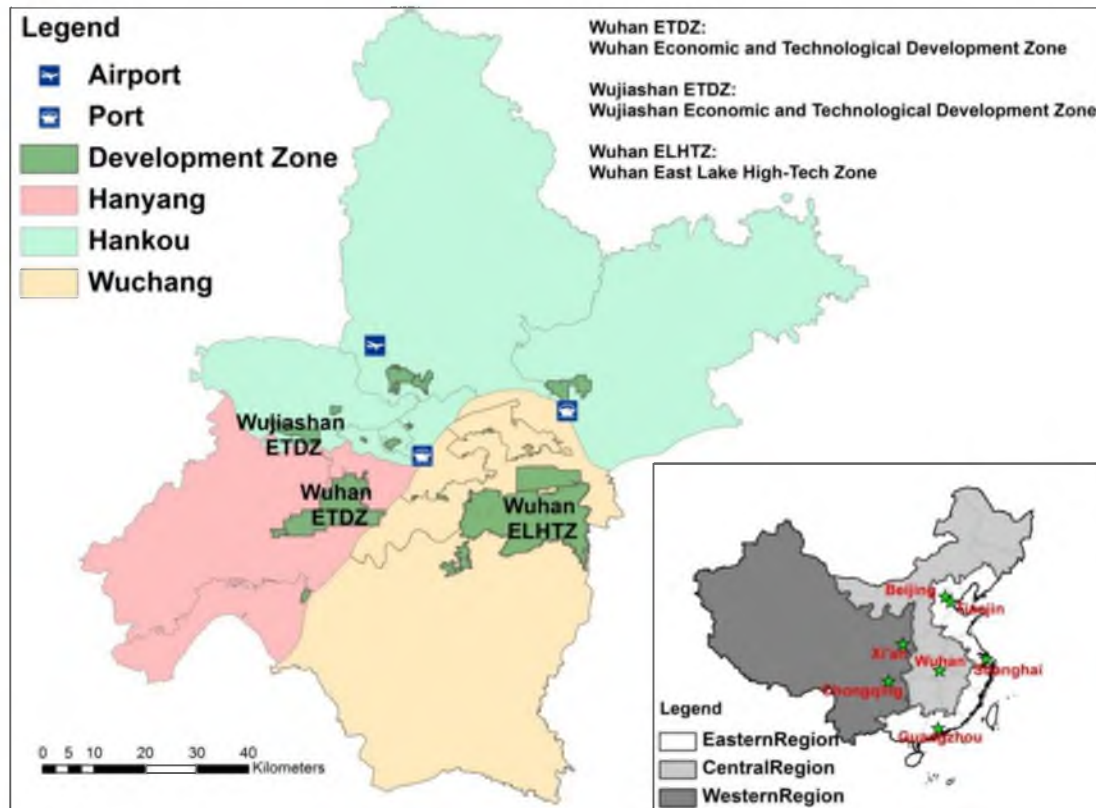 Legend
Airport
Port
Development Zone
Hanyang
Hankou
Wuchang
Wuhan ETDZ:
Wuhan Economic and Technological Development Zone
Wujiashan ETDZ:
Wujiashan Economic and Technological Development Zone
Wuhan ELHTZ:
Wuhan East Lake High-Tech Zone
Wujiashan
ETDZ
Wuhan
ETDZ
Wuhan
ELHTZ
0 5 10 20 30 40
Kilometers
Beijing
Tianjin
Xi'an
Wuhan
Shanghai
Chongqing
Guangzhou
Legend
EasternRegion
CentralRegion
WesternRegion